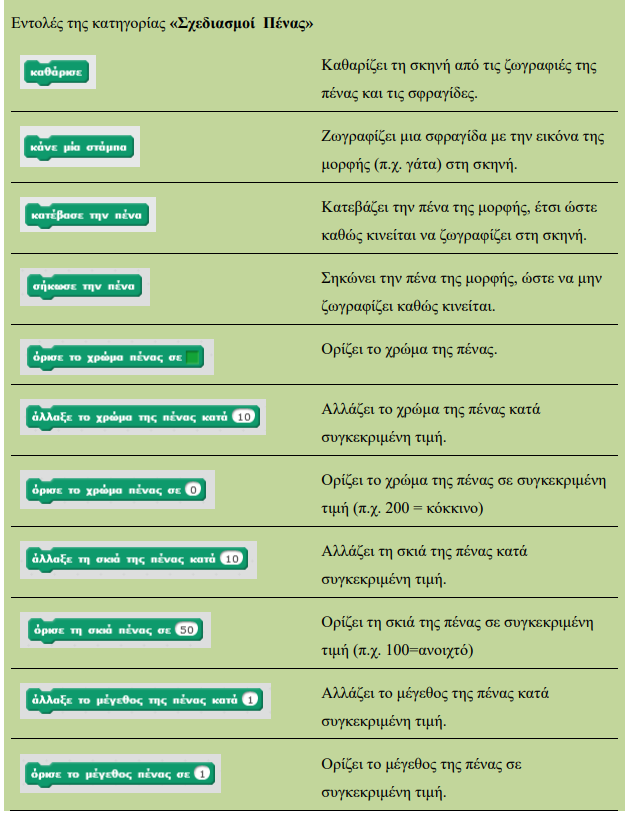 Εντολές της κατηγορίας «Σχεδιασμοί Πένας»
καθάρισε
Καθαρίζει τη σκηνή από τις ζωγραφιές της
πένας και τις σφραγίδες.
κάνε μία στάμπα
Ζωγραφίζει μια σφραγίδα με την εικόνα της
μορφής (π.χ. γάτα) στη σκηνή.
κατέβασε την πένα
Κατεβάζει την πένα της μορφής, έτσι ώστε
καθώς κινείται να ζωγραφίζει στη σκηνή.
σήκωσε την πένα
Σηκώνει την πένα της μορφής, ώστε να μην
ζωγραφίζει καθώς κινείται.
όρισε το χρώμα πένας σε
Ορίζει το χρώμα της πένας.
άλλαξε το χρώμα της πένας κατά 10
Αλλάζει το χρώμα της πένας κατά
συγκεκριμένη τιμή.
όρισε το χρώμα πένας σε 0
Ορίζει το χρώμα της πένας σε συγκεκριμένη
τιμή (π.χ. 200 = κόκκινο)
άλλαξε τη σκιά της πένας κατά 10
Αλλάζει τη σκιά της πένας κατά
συγκεκριμένη τιμή.
όρισε τη σκιά πένας σε 50
Ορίζει τη σκιά της πένας σε συγκεκριμένη
τιμή (π.χ. 100=ανοιχτό)
άλλαξε το μέγεθος της πένας κατά 1
Αλλάζει το μέγεθος της πένας κατά
συγκεκριμένη τιμή.
όρισε το μέγεθος πένας σε 1
Ορίζει το μέγεθος της πένας σε
συγκεκριμένη τιμή.